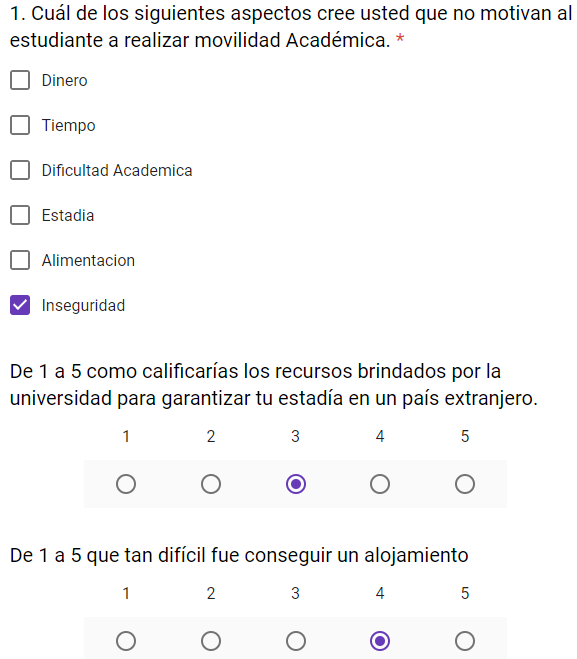 1. Cuál de los siguientes aspectos cree usted que no motivan al
estudiante a realizar movilidad Académica. *
Dinero
Tiempo
Dificultad Academica
Estadia
Alimentacion
Inseguridad
De 1 a 5 como calificarías los recursos brindados por la
universidad para garantizar tu estadía en un país extranjero.
1 2 3 4 5
De 1 a 5 que tan difícil fue conseguir un alojamiento
1 2 3 4 5